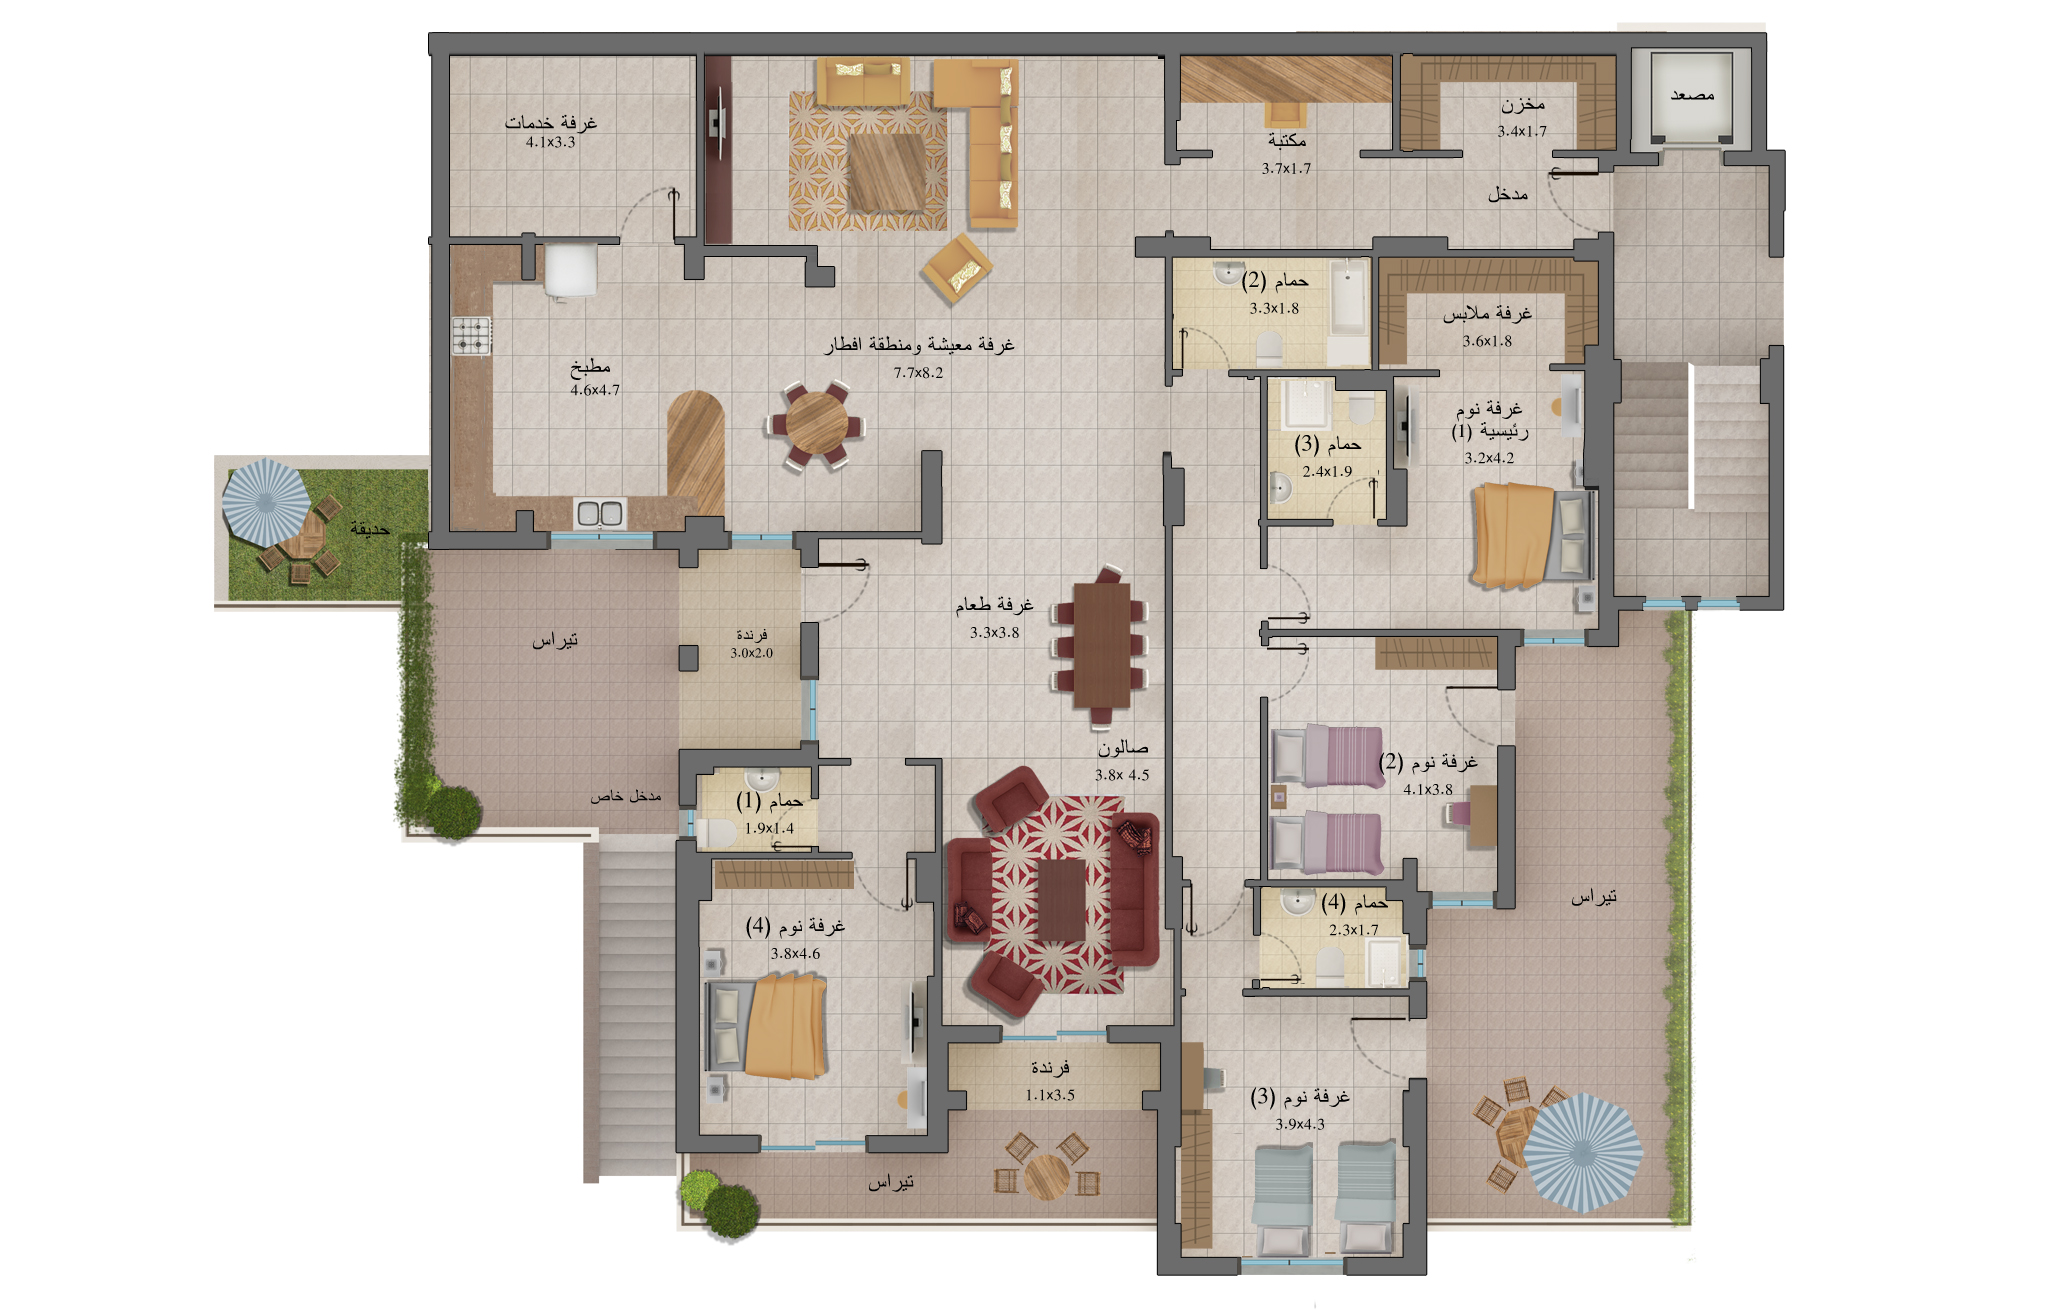 مصعد
مخزن
3.4x1.7
غرفة خدمات
4.1x3.3
مكتبة
3.7x1.7
مدخل
حمام (2)
3.3x1.8
غرفة ملابس
3.6x1.8
غرفة معيشة ومنطقة افطار
7.7x8.2
مطبخ
4.6x4.7
غرفة نوم
رئيسية (1)
3.2x4.2
حمام (3)
2.4x1.9
حديقة
غرفة طعام
3.3x3.8
تيراس
فرندة
3.0x2.0
صالون
3.8x 4.5
غرفة نوم (2)
4.1x3.8
مدخل خاص
حمام (1)
1.9x1.4
تيراس
حمام (4)
2.3x1.7
غرفة نوم (4)
3.8x4.6
فرندة
1.1x3.5
غرفة نوم (3)
3.9x4.3
تيراس